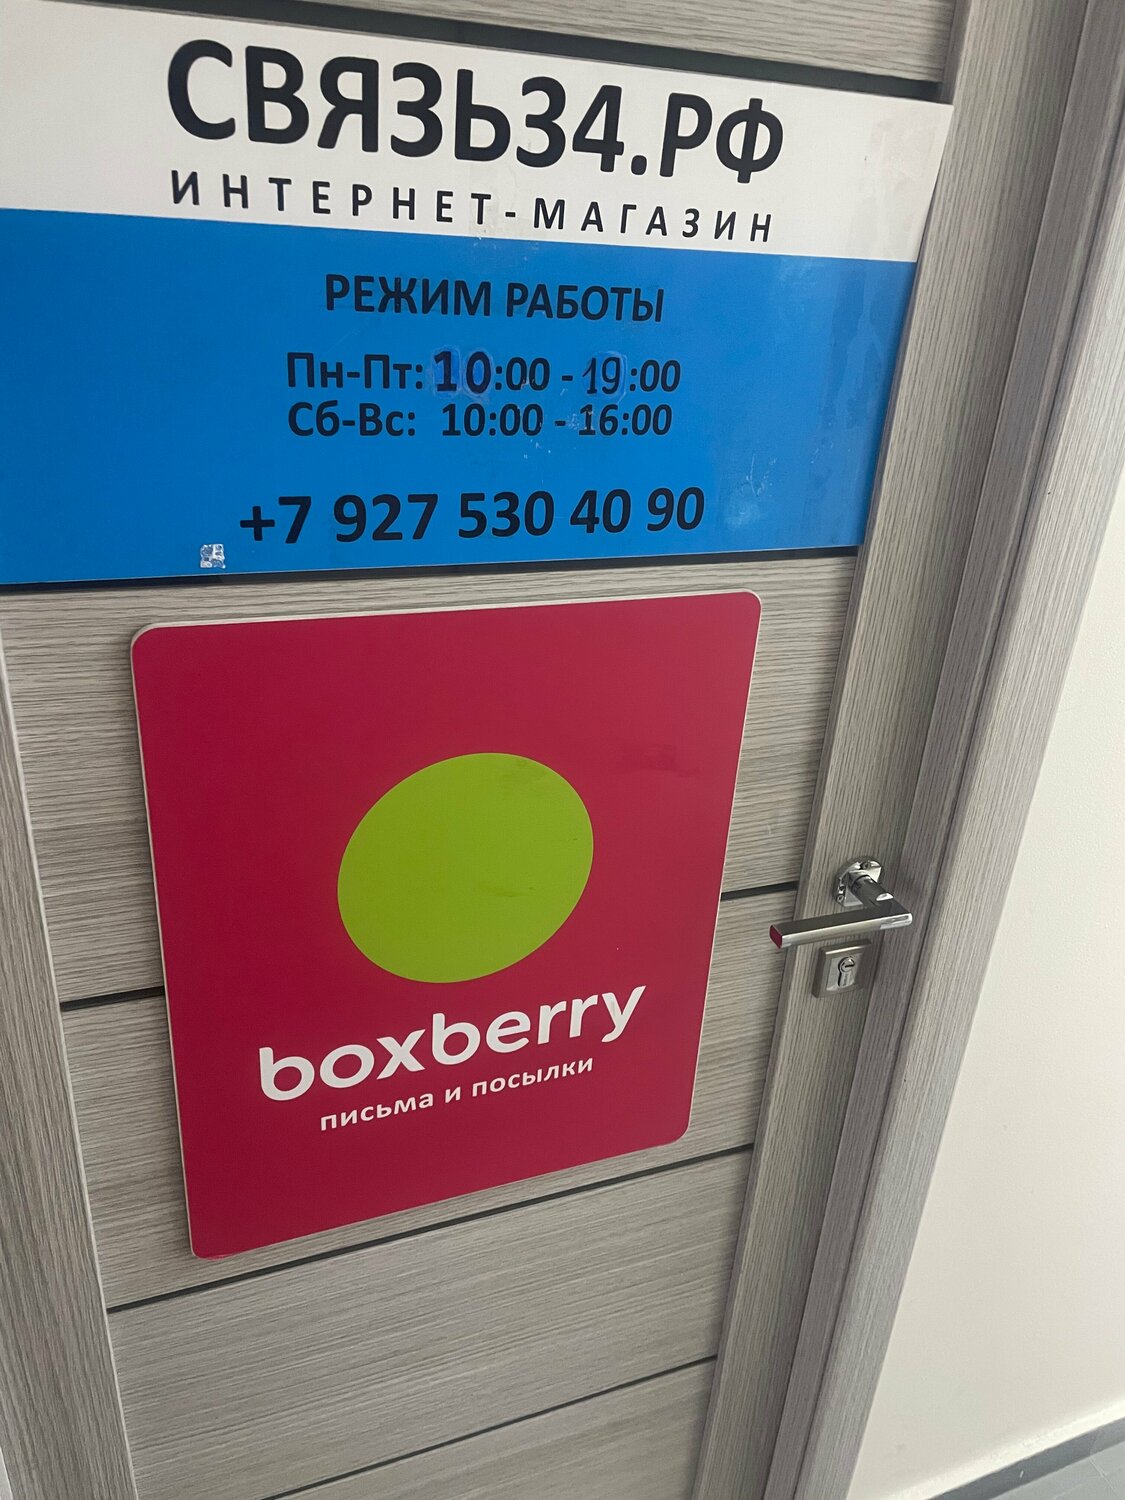 СВЯЗЬ34.РФ
ИНТЕРНЕТ-МАГАЗИН
РЕЖИМ РАБОТЫ
Пн-Пт: 10:00 - 19:00
Сб-Вс: 10:00 - 16:00
+7 927 530 40 90
boxberry
письма и посылки